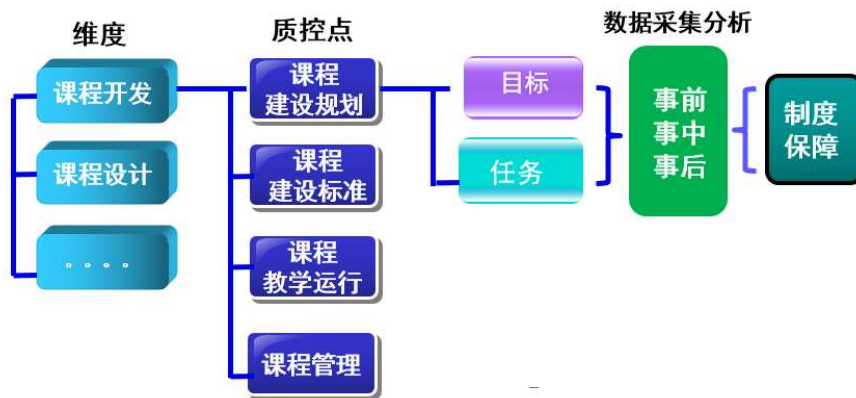 维度
质控点
数据采集分析
课程开发
课程设计
。。。。
课程
建设规划
课程
建设标准
课程
教学运行
课程管理
目标
任务
事前
事中
事后
制度
保障